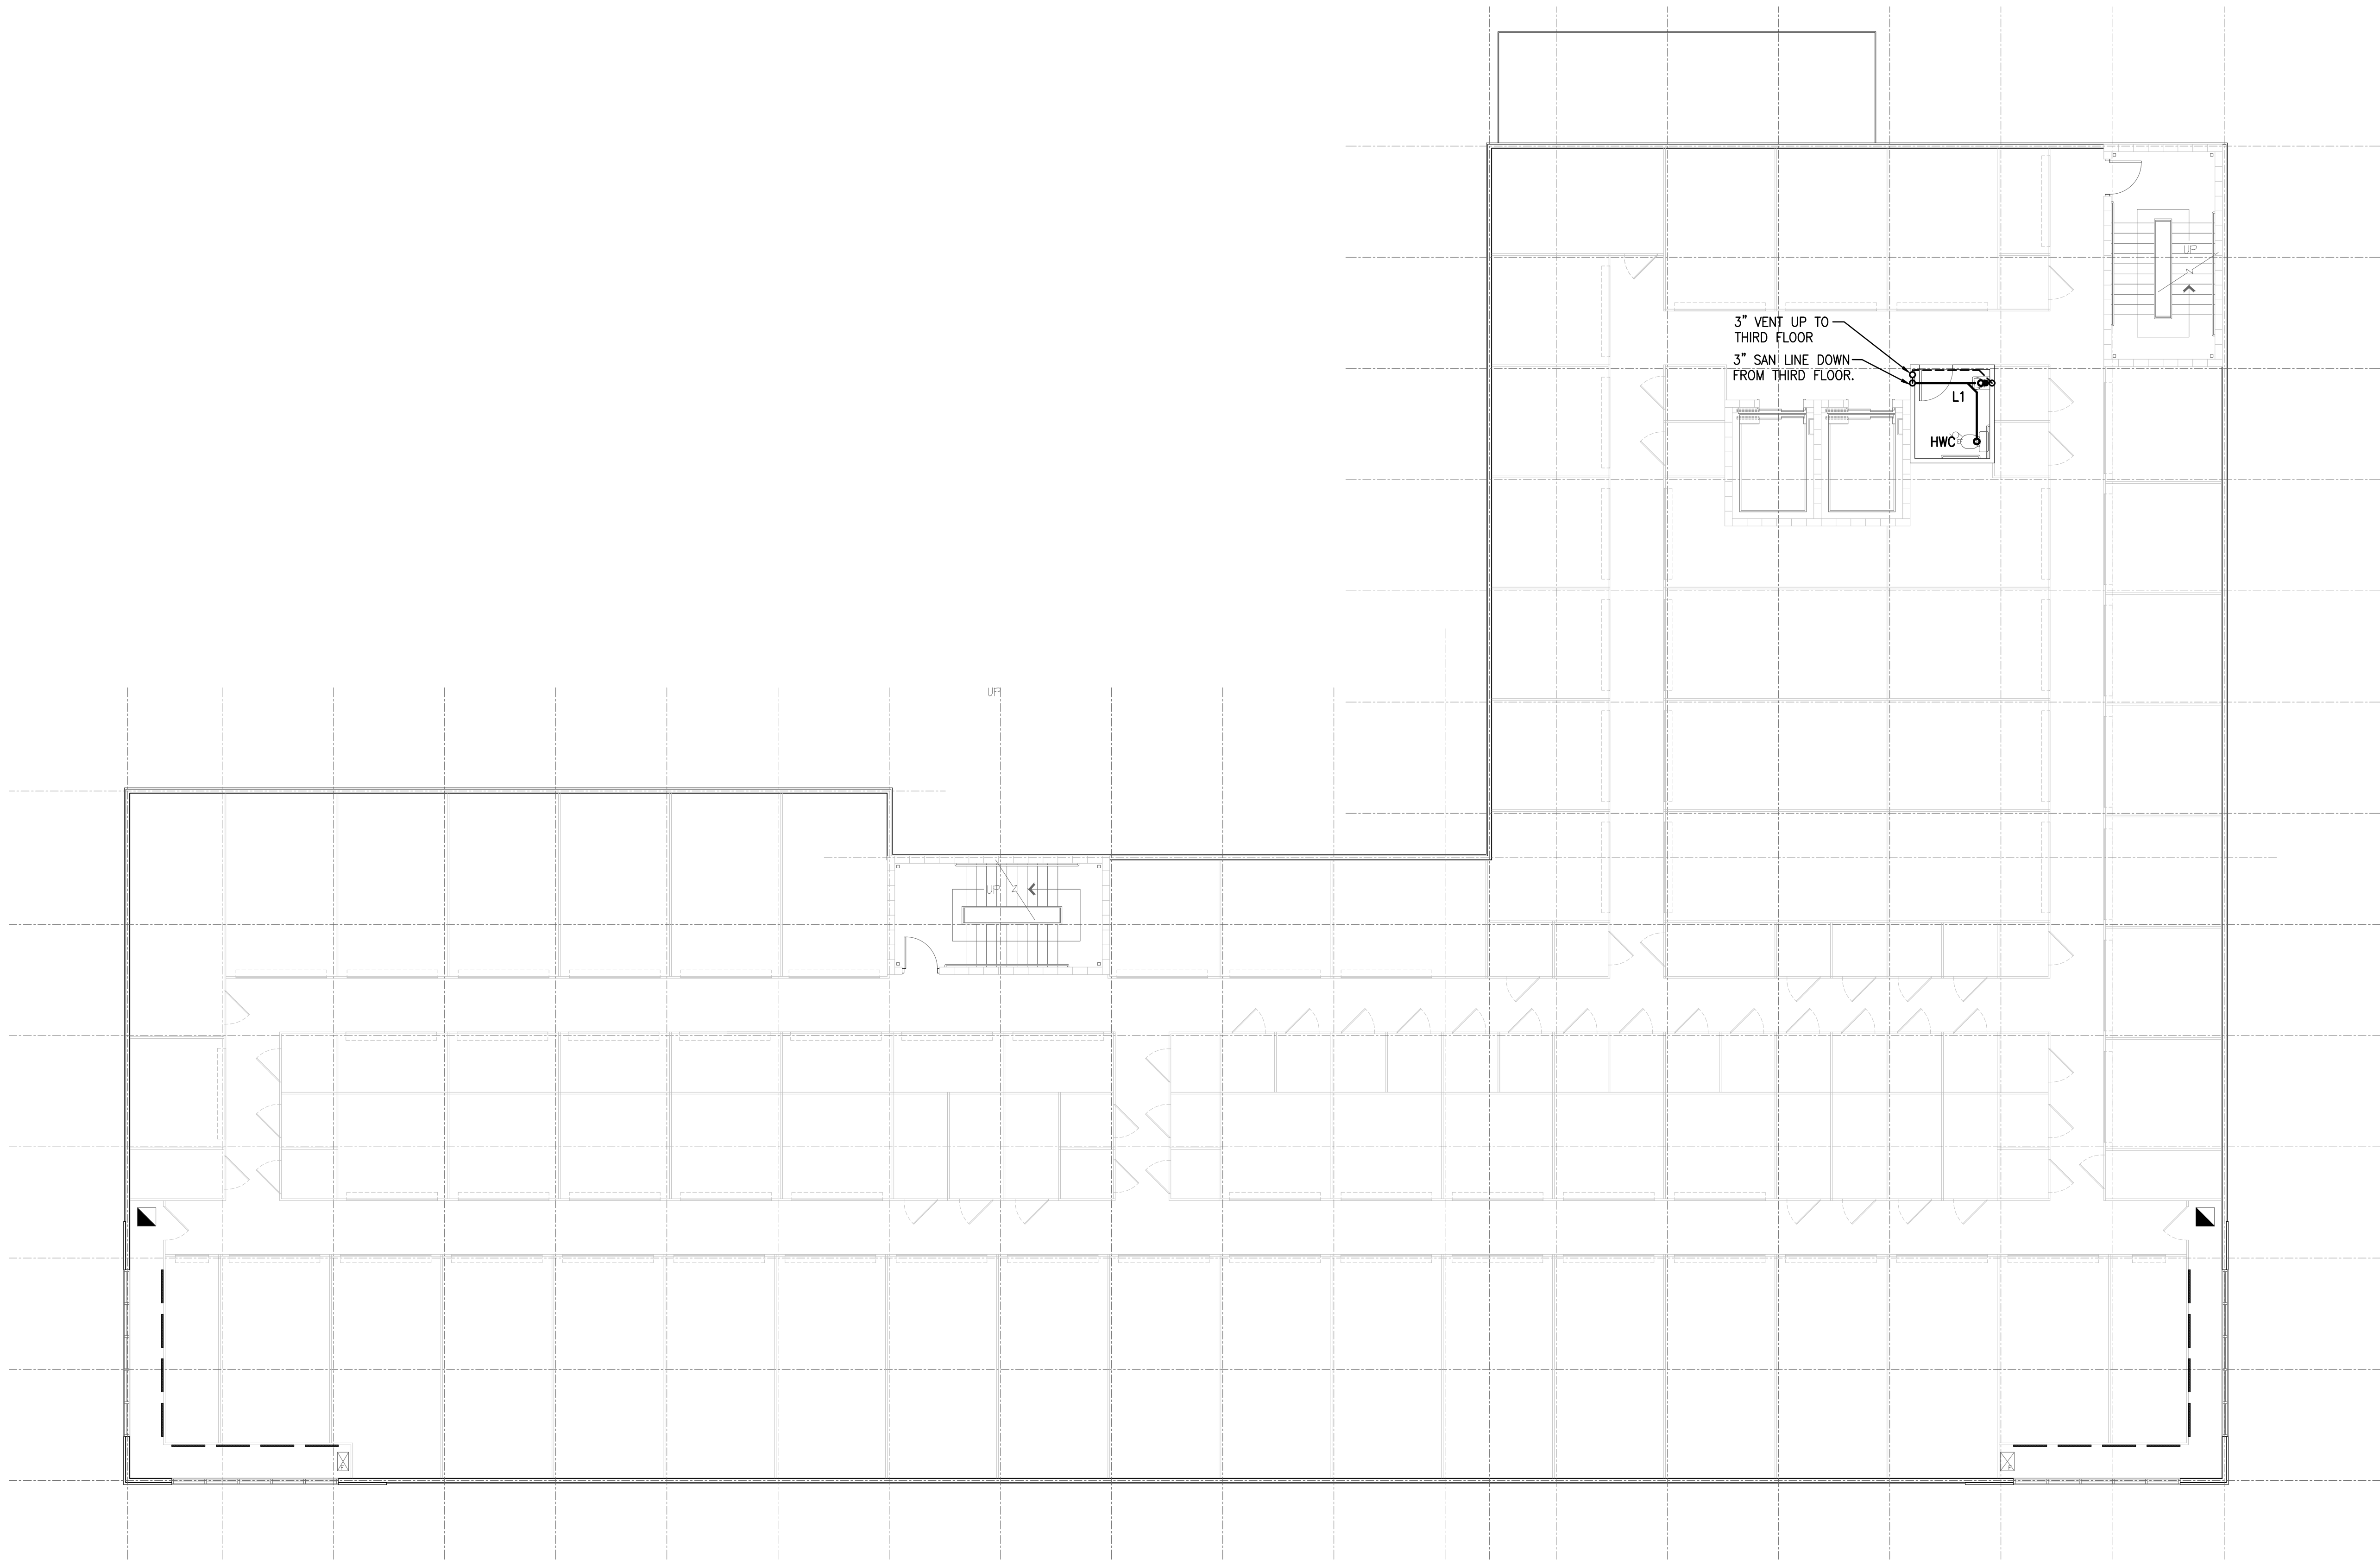 UP
3” VENT UP TO
THIRD FLOOR
3” SAN LINE DOWN
FROM THIRD FLOOR.
L1
HWC
UP
UP